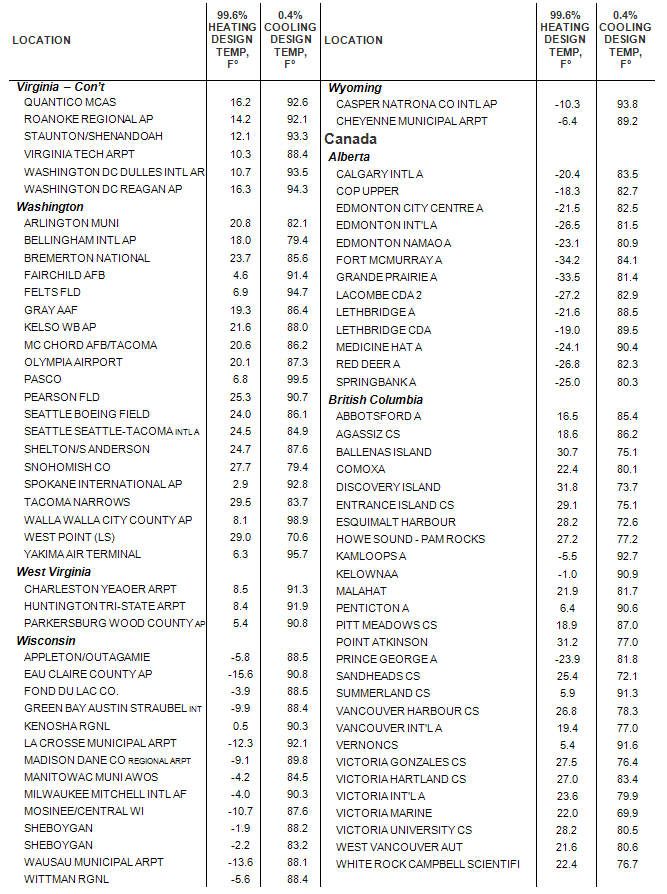 LOCATION
99.6% HEATING DESIGN TEMP, F°
0.4% COOLING DESIGN TEMP, F°
Virginia – Con't
QUANTICO MCAS 16.2 92.6
ROANOKE REGIONAL AP 14.2 92.1
STAUNTON/SHENANDOAH 12.1 93.3
VIRGINIA TECH ARPT 10.3 88.4
WASHINGTON DC DULLES INTL AR 10.7 93.5
WASHINGTON DC REAGAN AP 16.3 94.3
Washington
ARLINGTON MUNI 20.8 82.1
BELLINGHAM INTL AP 18.0 79.4
BREMERTON NATIONAL 23.7 85.6
FAIRCHILD AFB 4.6 91.4
FELTS FLD 6.9 94.7
GRAY AAF 19.3 86.4
KELSO WB AP 21.6 88.0
MC CHORD AFB/TACOMA 20.6 86.2
OLYMPIA AIRPORT 20.1 87.3
PASCO 6.8 99.5
PEARSON FLD 25.3 90.7
SEATTLE BOEING FIELD 24.0 86.1
SEATTLE SEATTLE-TACOMA INTL A 24.5 84.9
SHELTON/S ANDERSON 24.7 87.6
SNOHOMISH CO 27.7 79.4
SPOKANE INTERNATIONAL AP 2.9 92.8
TACOMA NARROWS 29.5 83.7
WALLA WALLA CITY COUNTY AP 8.1 98.9
WEST POINT (LS) 29.0 70.6
YAKIMA AIR TERMINAL 6.3 95.7
West Virginia
CHARLESTON YEAOER ARPT 8.5 91.3
HUNTINGTON TRI-STATE ARPT 8.4 91.9
PARKERSBURG WOOD COUNTY AP 5.4 90.8
Wisconsin
APPLETON/OUTAGAMIE -5.8 88.5
EAU CLAIRE COUNTY AP -15.6 90.8
FOND DU LAC CO. -3.9 88.5
GREEN BAY AUSTIN STRAUBEL INT -9.9 88.4
KENOSHA RGNL 0.5 90.3
LA CROSSE MUNICIPAL ARPT -12.3 92.1
MADISON DANE CO REGIONAL ARPT -9.1 89.8
MANITOWAC MUNI AWOS -4.2 84.5
MILWAUKEE MITCHELL INTL AF -4.0 90.3
MOSINEE/CENTRAL WI -10.7 87.6
SHEBOYGAN -1.9 88.2
SHEBOYGAN -2.2 83.2
WAUSAU MUNICIPAL ARPT -13.6 88.1
WITTMAN RGNL -5.6 88.4
LOCATION
99.6% HEATING DESIGN TEMP, F°
0.4% COOLING DESIGN TEMP, F°
Wyoming
CASPER NATRONA CO INTL AP -10.3 93.8
CHEYENNE MUNICIPAL ARPT -6.4 89.2
Canada
Alberta
CALGARY INTL A -20.4 83.5
COP UPPER -18.3 82.7
EDMONTON CITY CENTRE A -21.5 82.5
EDMONTON INT'L A -26.5 81.5
EDMONTON NAMAO A -23.1 80.9
FORT MCMURRAY A -34.2 84.1
GRANDE PRAIRIE A -33.5 81.4
LACOMBE CDA 2 -27.2 82.9
LETHBRIDGE A -21.6 88.5
LETHBRIDGE CDA -19.0 89.5
MEDICINE HAT A -24.1 90.4
RED DEER A -26.8 82.3
SPRINGBANK A -25.0 80.3
British Columbia
ABBOTSFORD A 16.5 85.4
AGASSIZ CS 18.6 86.2
BALLENAS ISLAND 30.7 75.1
COMOXA 22.4 80.1
DISCOVERY ISLAND 31.8 73.7
ENTRANCE ISLAND CS 29.1 75.1
ESQUIMALT HARBOUR 28.2 72.6
HOWE SOUND - PAM ROCKS 27.2 77.2
KAMLOOPS A -5.5 92.7
KELOWNAA -1.0 90.9
MALAHAT 21.9 81.7
PENTICTON A 6.4 90.6
PITT MEADOWS CS 18.9 87.0
POINT ATKINSON 31.2 77.0
PRINCE GEORGE A -23.9 81.8
SANDHEADS CS 25.4 72.1
SUMMERLAND CS 5.9 91.3
VANCOUVER HARBOUR CS 26.8 78.3
VANCOUVER INT'L A 19.4 77.0
VERNONCS 5.4 91.6
VICTORIA GONZALES CS 27.5 76.4
VICTORIA HARTLAND CS 27.0 83.4
VICTORIA INT'L A 23.6 79.9
VICTORIA MARINE 22.0 69.9
VICTORIA UNIVERSITY CS 28.2 80.5
WEST VANCOUVER AUT 21.6 80.6
WHITE ROCK CAMPBELL SCIENTIFI 22.4 76.7